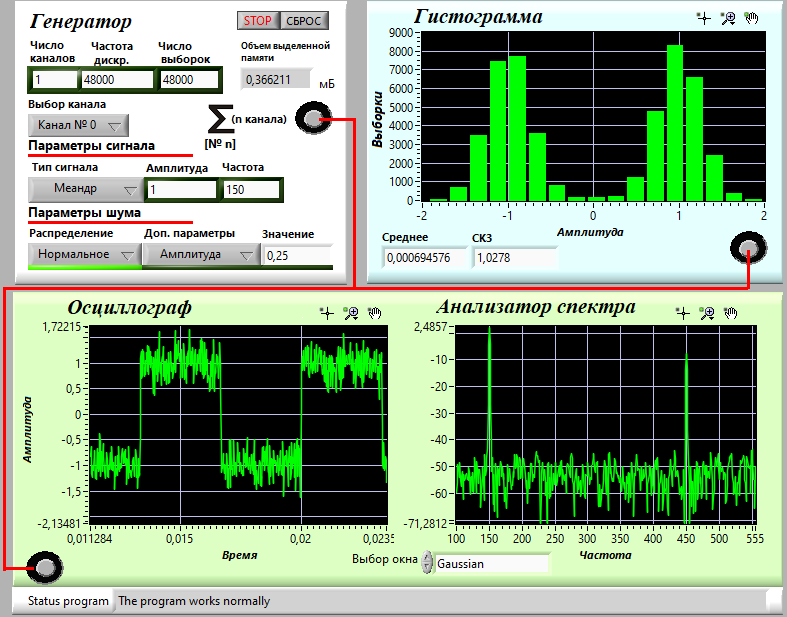 Генератор
STOP СБРОС
Число каналов
Частота дискр.
Число выборок
Объем выделенной памяти
1
48000
48000
0,366211 мБ
Выбор канала
Канал № 0
Σ (n канала)
[№ n]
Параметры сигнала
Тип сигнала
Амплитуда
Частота
Меандр
1
150
Параметры шума
Распределение
Доп. параметры
Значение
Нормальное
Амплитуда
0,25
Гистограмма
Выборки
9000
8000
7000
6000
5000
4000
3000
2000
1000
0
-2 -1 0 1 2
Амплитуда
Среднее
СКЗ
0,000694576
1,0278
Осциллограф
Амплитуда
1,72215
1
0,5
0
-0,5
-1
-1,5
-2,13481
0,011284 0,015 0,02 0,0235
Время
Анализатор спектра
2,4857
-10
-20
-30
-40
-50
-60
-71,2812
100 150 200 250 300 350 400 450 500 555
Частота
Выбор окна
Gaussian
Status program
The program works normally